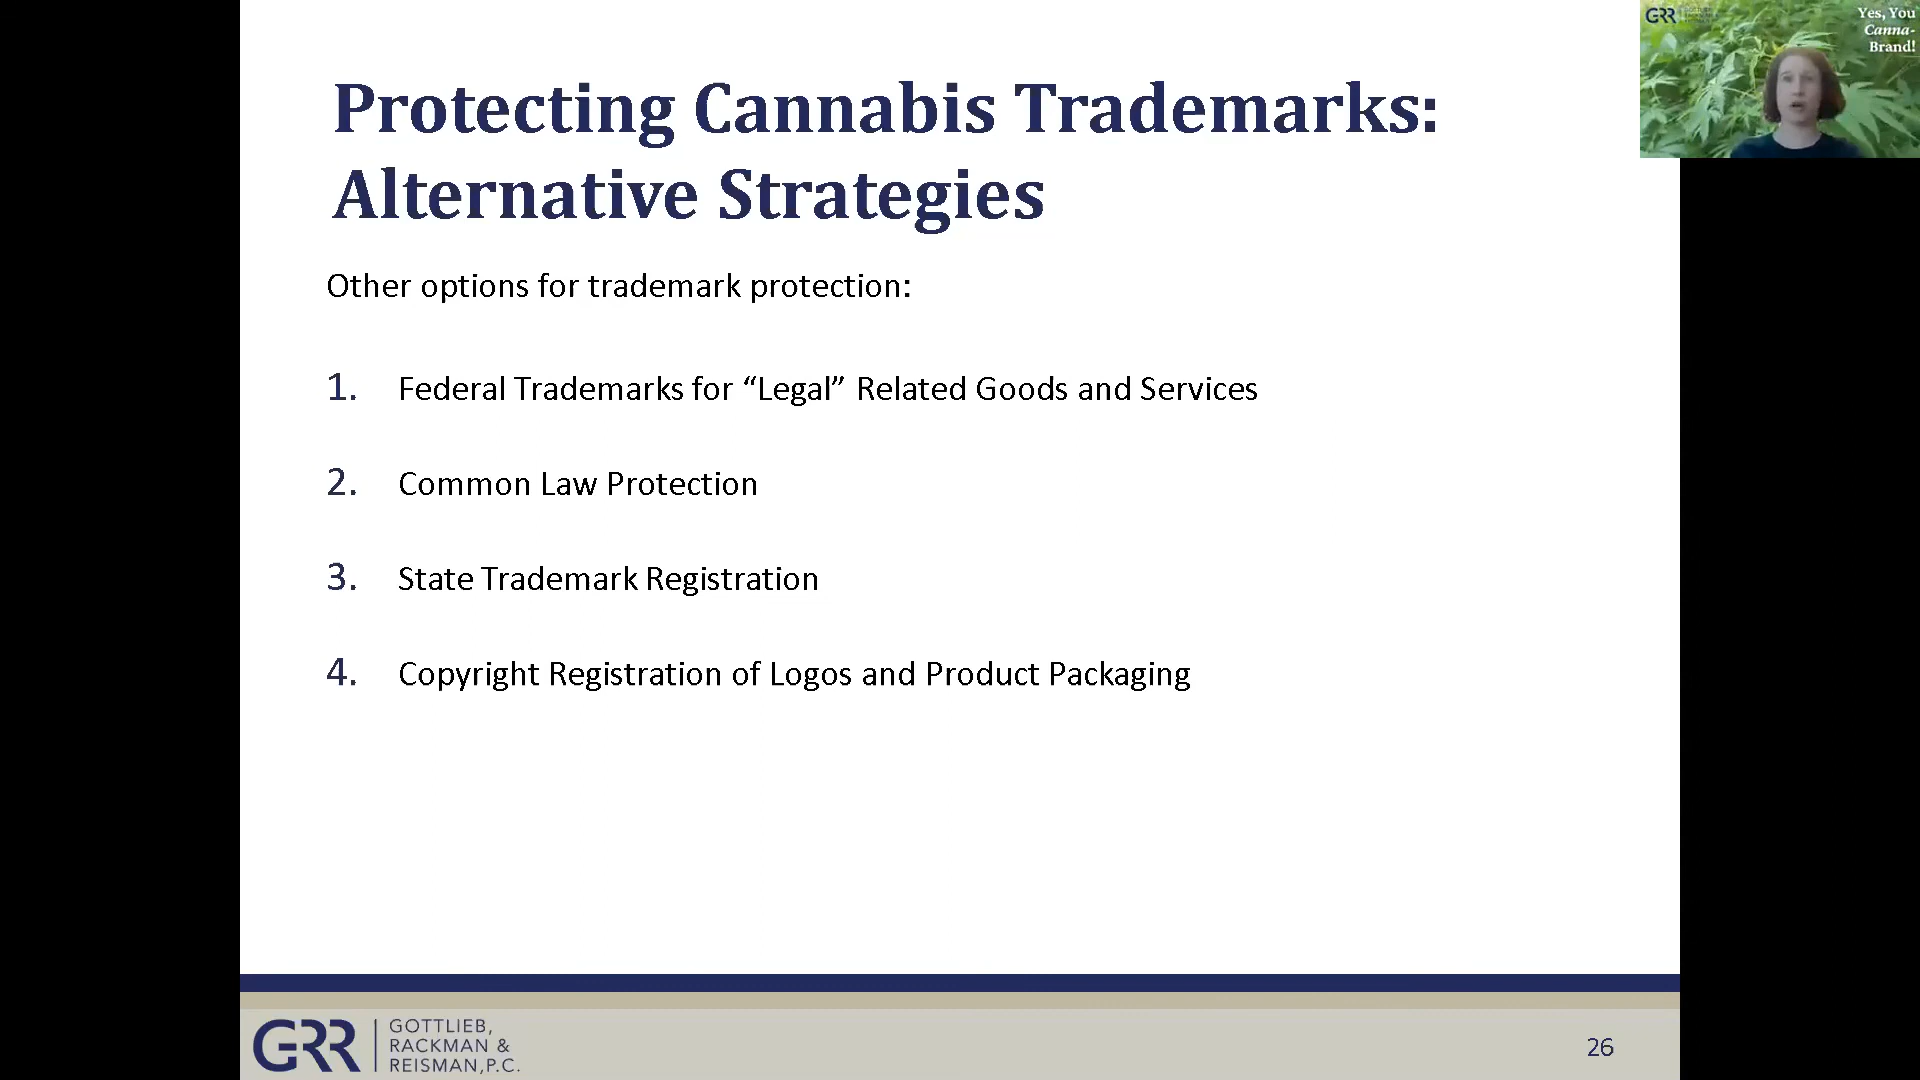 Protecting Cannabis Trademarks:
Alternative Strategies
Other options for trademark protection:
1. Federal Trademarks for “Legal” Related Goods and Services
2. Common Law Protection
3. State Trademark Registration
4. Copyright Registration of Logos and Product Packaging
GRR
GOTTLIEB,
RACKMAN &
REISMAN, P.C.
26
GRR
Yes, You
Canna-
Brand!